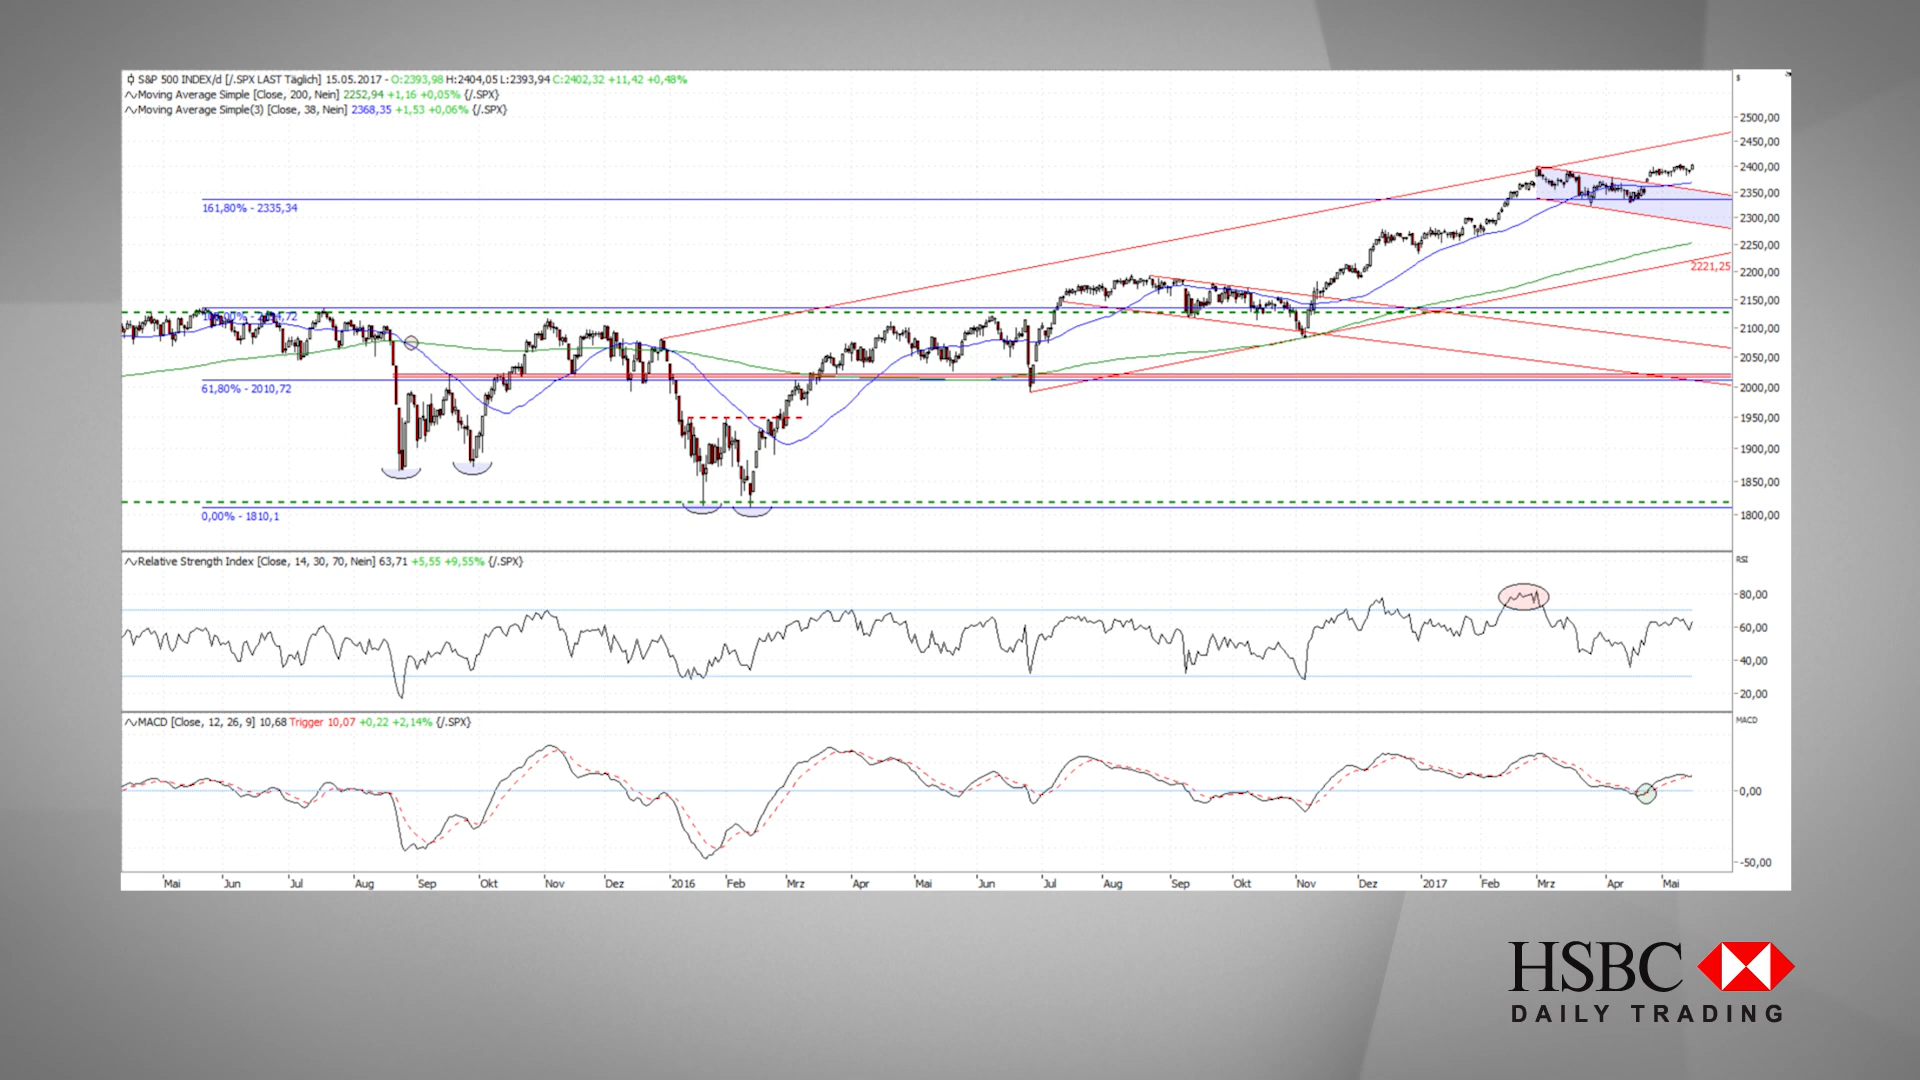 S&P 500 INDEX/d [/.SPX LAST Täglich] 15.05.2017 - O:2393,98 H:2404,05 L:2393,94 C:2402,32 +11,42 +0,48%
Moving Average Simple [Close, 200, Nein] 2252,94 +1,16 +0,05% {/.SPX}
Moving Average Simple(3) [Close, 38, Nein] 2368,35 +1,53 +0,06% {/.SPX}
$
2500,00
2450,00
2400,00
2350,00
2300,00
2250,00
2200,00
2150,00
2100,00
2050,00
2000,00
1950,00
1900,00
1850,00
1800,00
161,80% - 2335,34
2221,25
61,80% - 2010,72
0,00% - 1810,1
Relative Strength Index [Close, 14, 30, 70, Nein] 63,71 +5,55 +9,55% {/.SPX}
RSI
80,00
60,00
40,00
20,00
MACD [Close, 12, 26, 9] 10,68 Trigger 10,07 +0,22 +2,14% {/.SPX}
MACD
0,00
-50,00
Mai Jun Jul Aug Sep Okt Nov Dez 2016 Feb Mrz Apr Mai Jun Jul Aug Sep Okt Nov Dez 2017 Feb Mrz Apr Mai
HSBC
DAILY TRADING